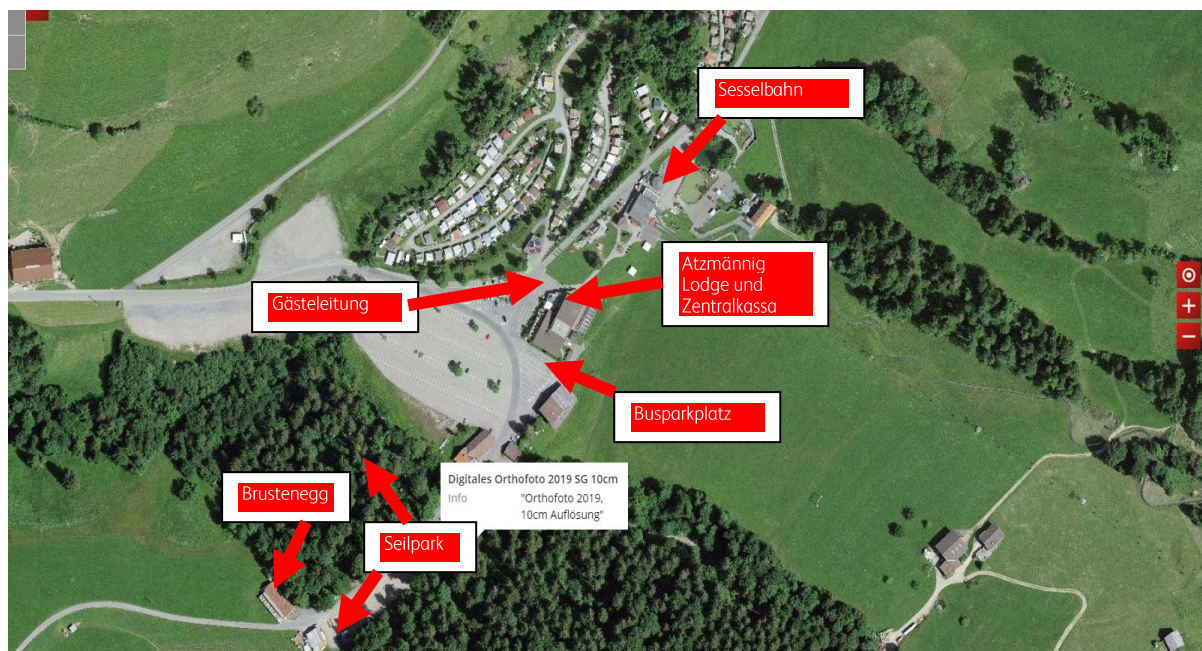 Sesselbahn
Atzmännig
Lodge und
Zentralkassa
Gästeleitung
Busparkplatz
Digitales Orthofoto 2019 SG 10cm
Info "Orthofoto 2019,
10cm Auflösung"
Brustenegg
Seilpark
+
−